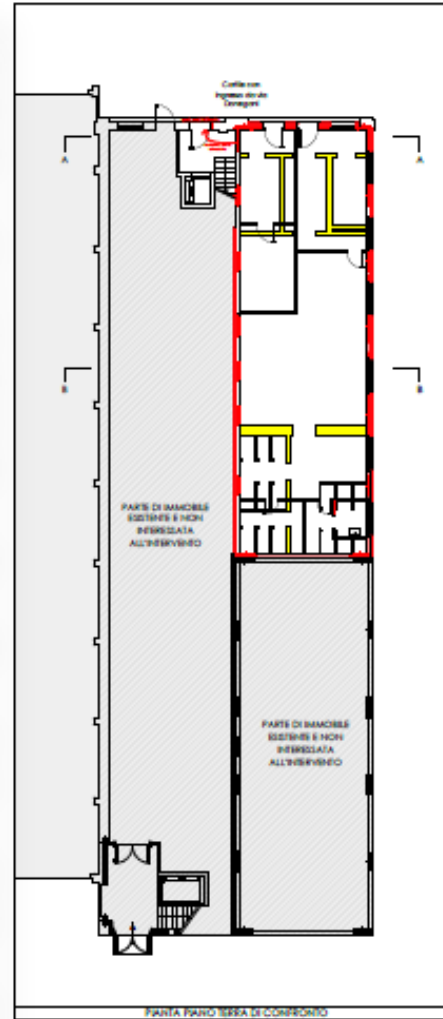 Cortile con
ingresso da via
Donegani
A
A
B
B
PARTE DI IMMOBILE
ESISTENTE E NON
INTERESSATA
ALL'INTERVENTO
PARTE DI IMMOBILE
ESISTENTE E NON
INTERESSATA
ALL'INTERVENTO
PIANTA PIANO TERRA DI CONFRONTO